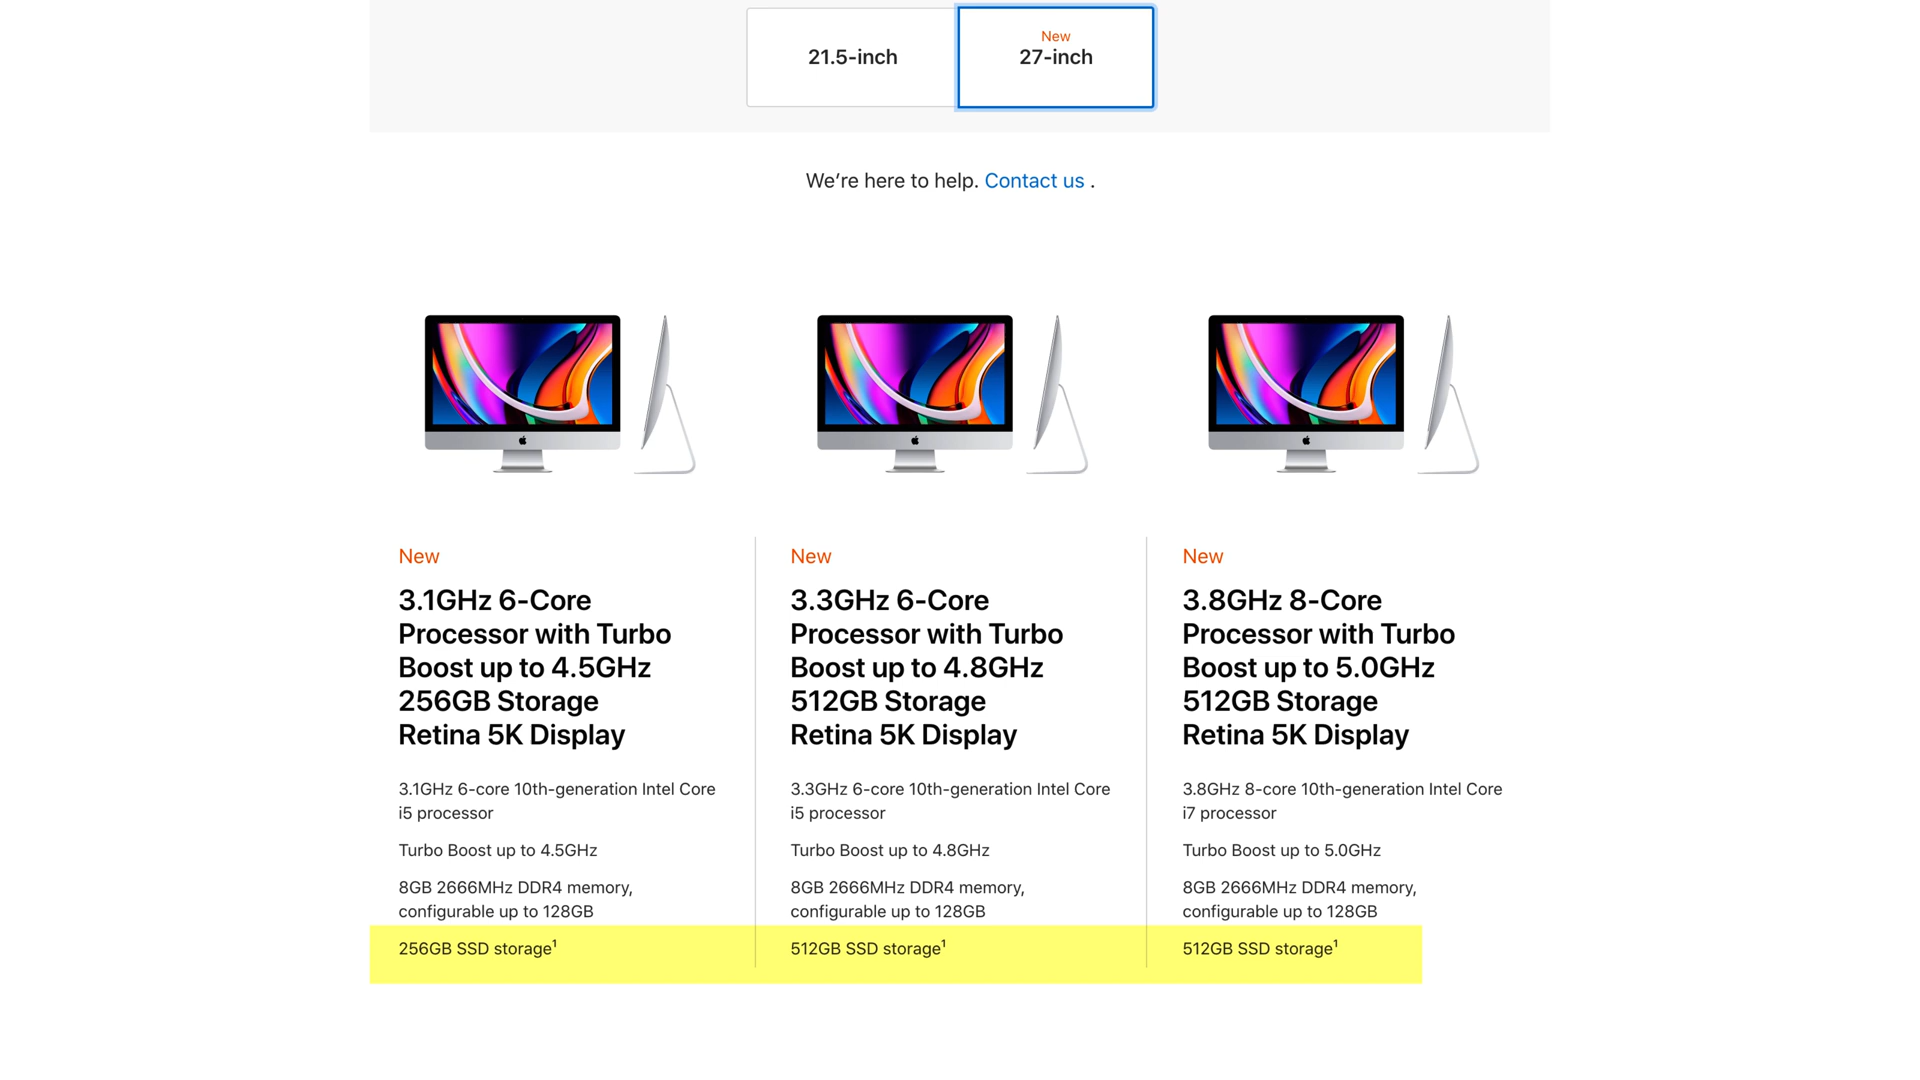 21.5-inch
New
27-inch
We're here to help. Contact us .
New
3.1GHz 6-Core
Processor with Turbo
Boost up to 4.5GHz
256GB Storage
Retina 5K Display
3.1GHz 6-core 10th-generation Intel Core
i5 processor
Turbo Boost up to 4.5GHz
8GB 2666MHz DDR4 memory,
configurable up to 128GB
256GB SSD storage¹
New
3.3GHz 6-Core
Processor with Turbo
Boost up to 4.8GHz
512GB Storage
Retina 5K Display
3.3GHz 6-core 10th-generation Intel Core
i5 processor
Turbo Boost up to 4.8GHz
8GB 2666MHz DDR4 memory,
configurable up to 128GB
512GB SSD storage¹
New
3.8GHz 8-Core
Processor with Turbo
Boost up to 5.0GHz
512GB Storage
Retina 5K Display
3.8GHz 8-core 10th-generation Intel Core
i7 processor
Turbo Boost up to 5.0GHz
8GB 2666MHz DDR4 memory,
configurable up to 128GB
512GB SSD storage¹